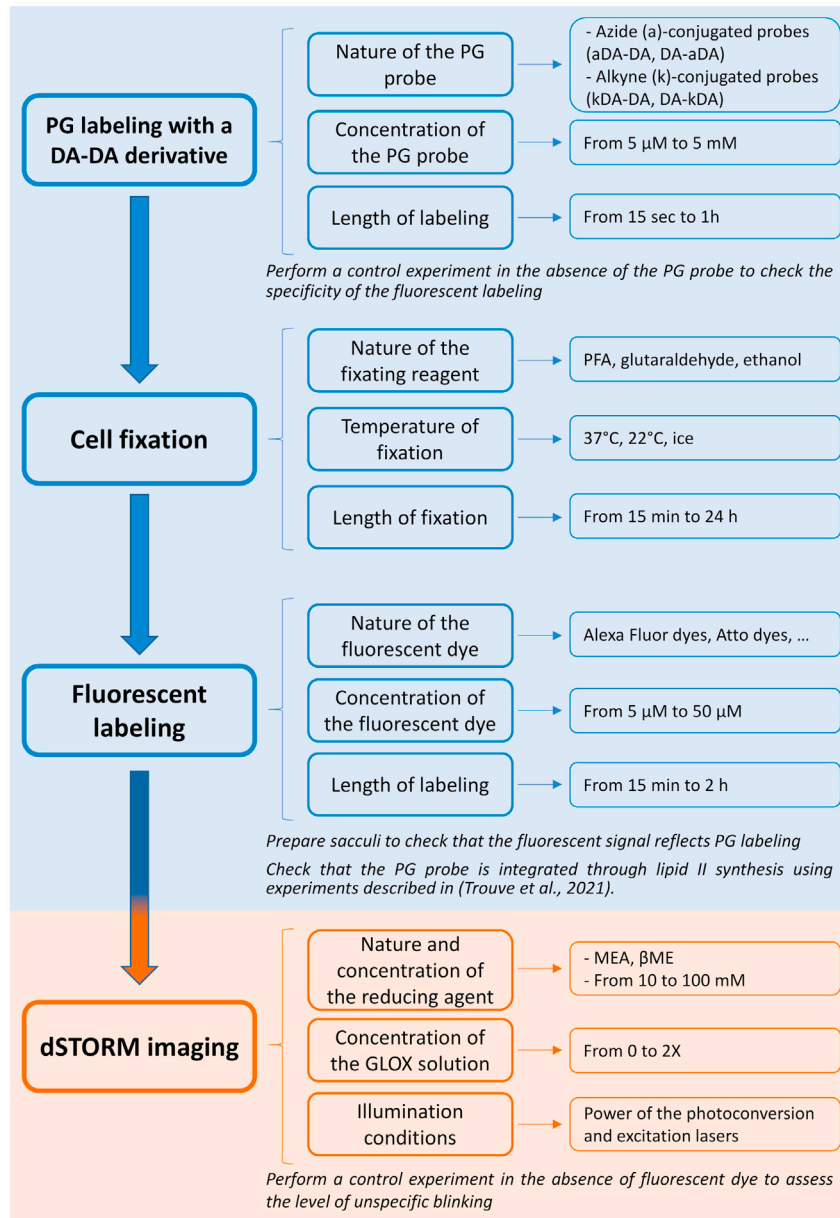 PG labeling with a
DA-DA derivative
Nature of the PG
probe
- Azide (a)-conjugated probes
(aDA-DA, DA-aDA)
- Alkyne (k)-conjugated probes
(kDA-DA, DA-kDA)
Concentration of
the PG probe
From 5 µM to 5 mM
Length of labeling
From 15 sec to 1h
Perform a control experiment in the absence of the PG probe to check the
specificity of the fluorescent labeling
Cell fixation
Nature of the
fixating reagent
PFA, glutaraldehyde, ethanol
Temperature of
fixation
37°C, 22°C, ice
Length of fixation
From 15 min to 24 h
Fluorescent
labeling
Nature of the
fluorescent dye
Alexa Fluor dyes, Atto dyes, ...
Concentration of
the fluorescent dye
From 5 µM to 50 µM
Length of labeling
From 15 min to 2 h
Prepare sacculi to check that the fluorescent signal reflects PG labeling
Check that the PG probe is integrated through lipid II synthesis using
experiments described in (Trouve et al., 2021).
dSTORM imaging
Nature and
concentration of
the reducing agent
- MEA, βME
- From 10 to 100 mM
Concentration of
the GLOX solution
From 0 to 2X
Illumination
conditions
Power of the photoconversion
and excitation lasers
Perform a control experiment in the absence of fluorescent dye to assess
the level of unspecific blinking